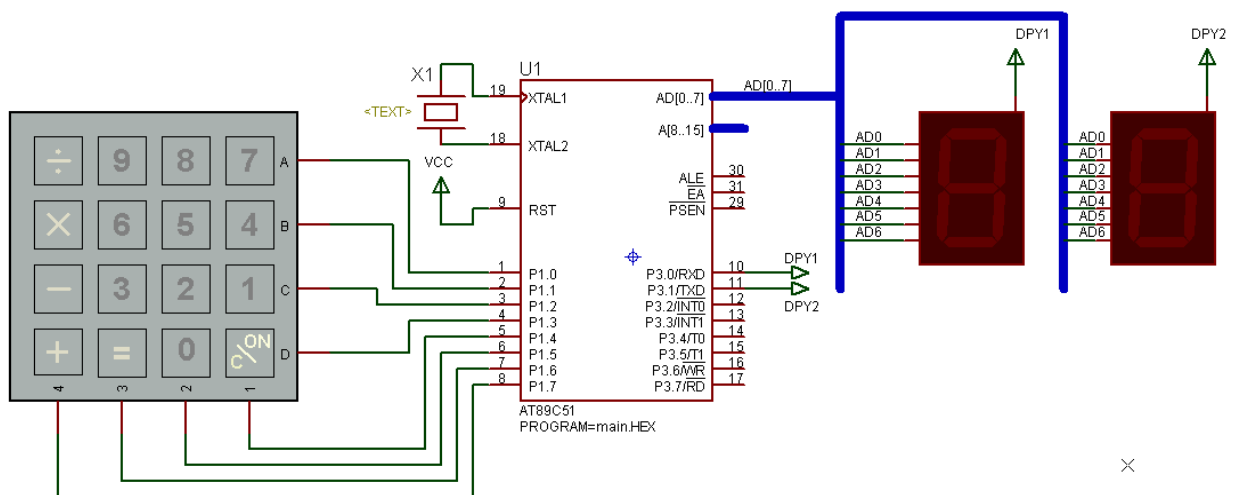 DPY1
DPY2
U1
X1
<TEXT>
19
XTAL1
18
XTAL2
VCC
9
RST
AD[0..7]
AD[0..7]
A[8..15]
ALE
30
EA
31
PSEN
29
AD0
AD1
AD2
AD3
AD4
AD5
AD6
AD0
AD1
AD2
AD3
AD4
AD5
AD6
÷ 9 8 7 A
× 6 5 4 B
− 3 2 1 C
+ = 0 ON/C D
4 3 2 1
1 P1.0
2 P1.1
3 P1.2
4 P1.3
5 P1.4
6 P1.5
7 P1.6
8 P1.7
P3.0/RXD 10
P3.1/TXD 11
P3.2/INT0 12
P3.3/INT1 13
P3.4/T0 14
P3.5/T1 15
P3.6/WR 16
P3.7/RD 17
DPY1
DPY2
AT89C51
PROGRAM=main.HEX